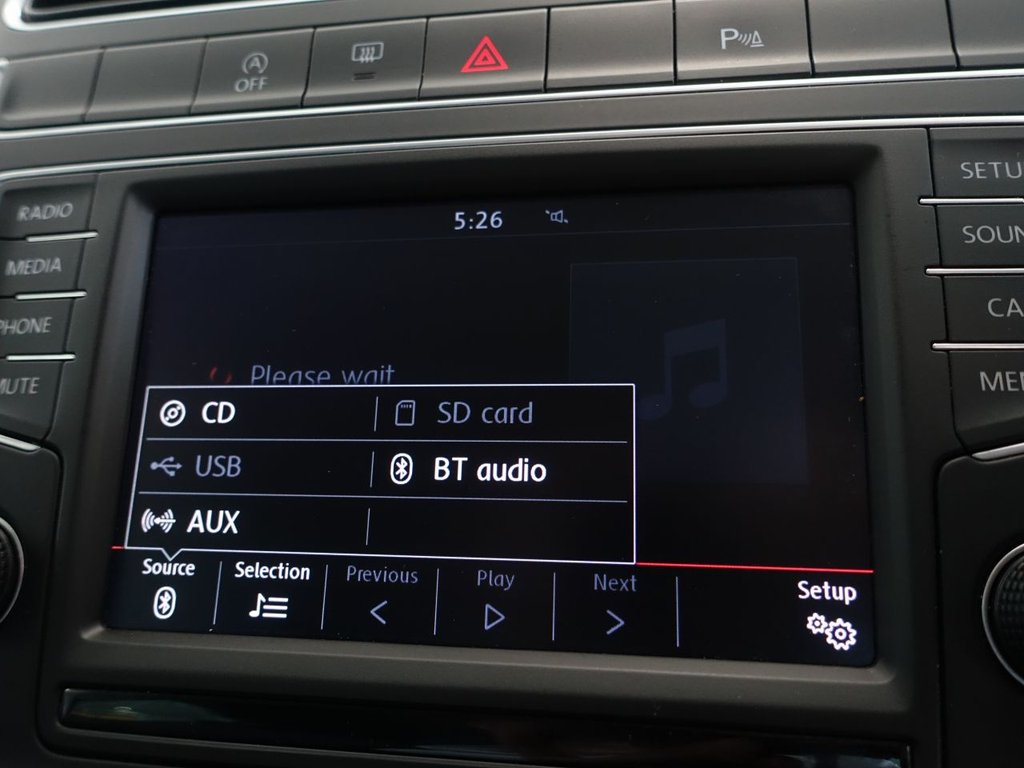 A
OFF
P
RADIO
MEDIA
PHONE
MUTE
5:26
Please wait
CD
SD card
USB
BT audio
AUX
Source
Selection
Previous
Play
Next
Setup
SETU
SOUN
CA
ME